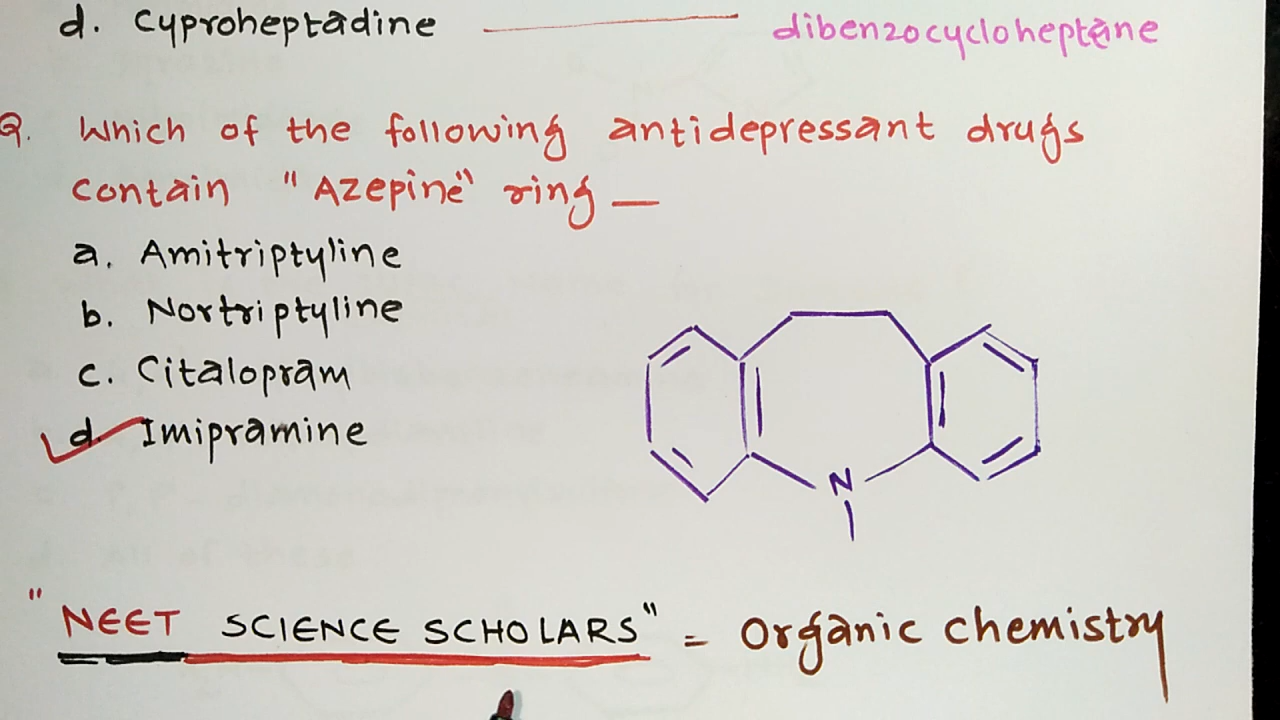 d. Cyproheptadine dibenzocycloheptene
Q. Which of the following antidepressant drugs
contain "Azepine" ring _
a. Amitriptyline
b. Nortriptyline
c. Citalopram
d. Imipramine
N
"NEET SCIENCE SCHOLARS" = Organic chemistry